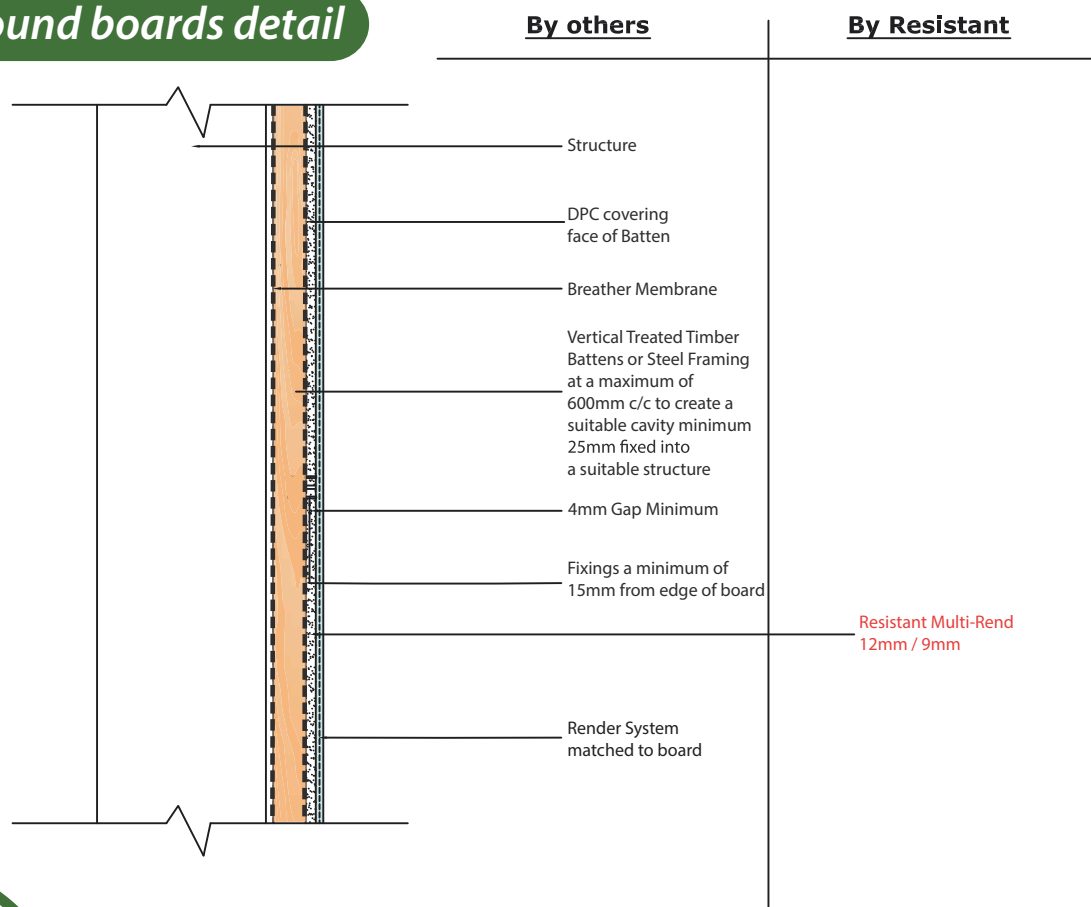 ound boards detail
By others
By Resistant
Structure
DPC covering
face of Batten
Breather Membrane
Vertical Treated Timber
Battens or Steel Framing
at a maximum of
600mm c/c to create a
suitable cavity minimum
25mm fixed into
a suitable structure
4mm Gap Minimum
Fixings a minimum of
15mm from edge of board
Resistant Multi-Rend
12mm / 9mm
Render System
matched to board